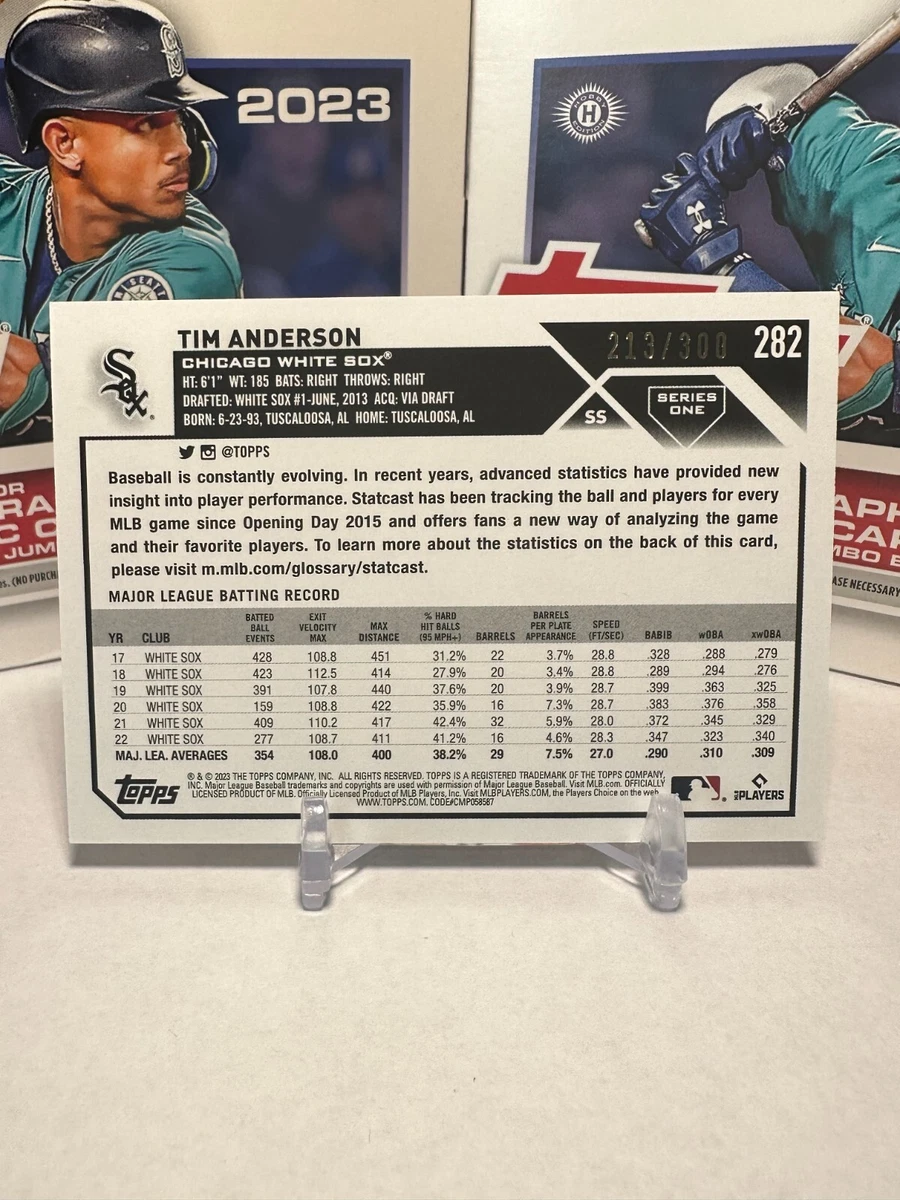 2023
HOBBY
H
EDITION
SEATTLE
TIM ANDERSON
213/300
282
CHICAGO WHITE SOX®
HT: 6'1" WT: 185 BATS: RIGHT THROWS: RIGHT
DRAFTED: WHITE SOX #1-JUNE, 2013 ACQ: VIA DRAFT
BORN: 6-23-93, TUSCALOOSA, AL HOME: TUSCALOOSA, AL
SS
SERIES
ONE
SOX
@TOPPS
Baseball is constantly evolving. In recent years, advanced statistics have provided new
insight into player performance. Statcast has been tracking the ball and players for every
MLB game since Opening Day 2015 and offers fans a new way of analyzing the game
and their favorite players. To learn more about the statistics on the back of this card,
please visit m.mlb.com/glossary/statcast.
MAJOR LEAGUE BATTING RECORD
YR CLUB BATTED BALL EVENTS EXIT VELOCITY MAX MAX DISTANCE % HARD HIT BALLS (95 MPH+) BARRELS BARRELS PER PLATE APPEARANCE SPEED (FT/SEC) BABIB wOBA xwOBA
17 WHITE SOX 428 108.8 451 31.2% 22 3.7% 28.8 .328 .288 .279
18 WHITE SOX 423 112.5 414 27.9% 20 3.4% 28.8 .289 .294 .276
19 WHITE SOX 391 107.8 440 37.6% 20 3.9% 28.7 .399 .363 .325
20 WHITE SOX 159 108.8 422 35.9% 16 7.3% 28.7 .383 .376 .358
21 WHITE SOX 409 110.2 417 42.4% 32 5.9% 28.0 .372 .345 .329
22 WHITE SOX 277 108.7 411 41.2% 16 4.6% 28.3 .347 .323 .340
MAJ. LEA. AVERAGES 354 108.0 400 38.2% 29 7.5% 27.0 .290 .310 .309
Topps
® & © 2023 THE TOPPS COMPANY, INC. ALL RIGHTS RESERVED. TOPPS IS A REGISTERED TRADEMARK OF THE TOPPS COMPANY,
INC. Major League Baseball trademarks and copyrights are used with permission of Major League Baseball. Visit MLB.com. OFFICIALLY
LICENSED PRODUCT OF MLB. Officially Licensed Product of MLB Players, Inc. Visit MLBPLAYERS.COM, the Players Choice on the web.
WWW.TOPPS.COM. CODE#CMP058587
MLB PLAYERS
(NO PURCH
ASE NECESSARY